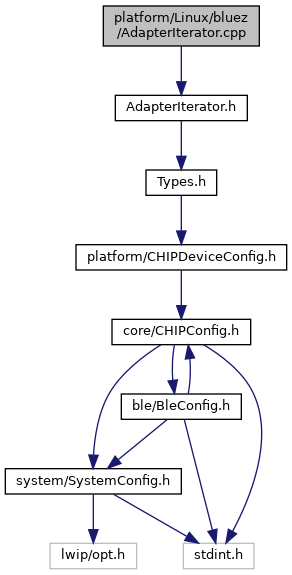 platform/Linux/bluez
/AdapterIterator.cpp
AdapterIterator.h
Types.h
platform/CHIPDeviceConfig.h
core/CHIPConfig.h
ble/BleConfig.h
system/SystemConfig.h
lwip/opt.h
stdint.h